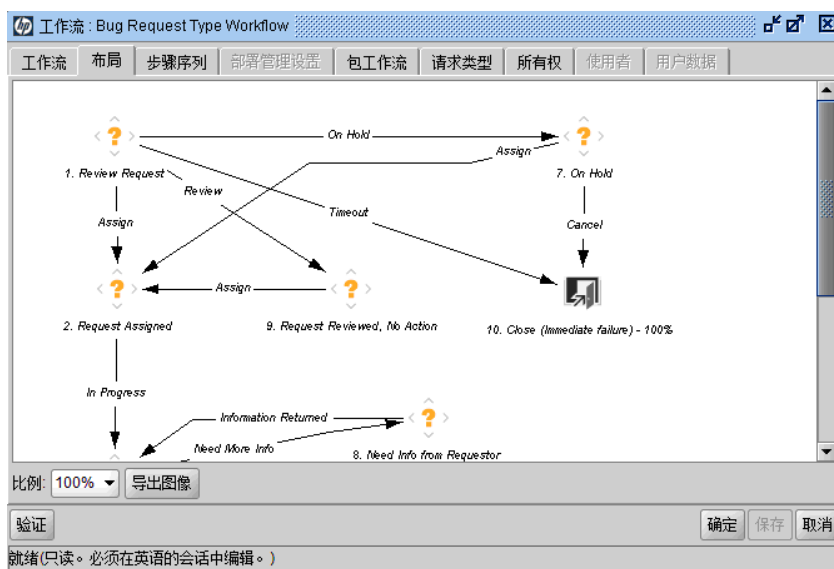 hp 工作流 : Bug Request Type Workflow
工作流 布局 步骤序列 部署管理设置 包工作流 请求类型 所有权 使用者 用户数据
On Hold
Assign
1. Review Request
7. On Hold
Review
Timeout
Assign
Cancel
Assign
2. Request Assigned
9. Request Reviewed, No Action
10. Close (Immediate failure) - 100%
In Progress
Information Returned
Need More Info
8. Need Info from Requestor
比例: 100% 导出图像
验证 确定 保存 取消
就绪(只读。必须在英语的会话中编辑。)